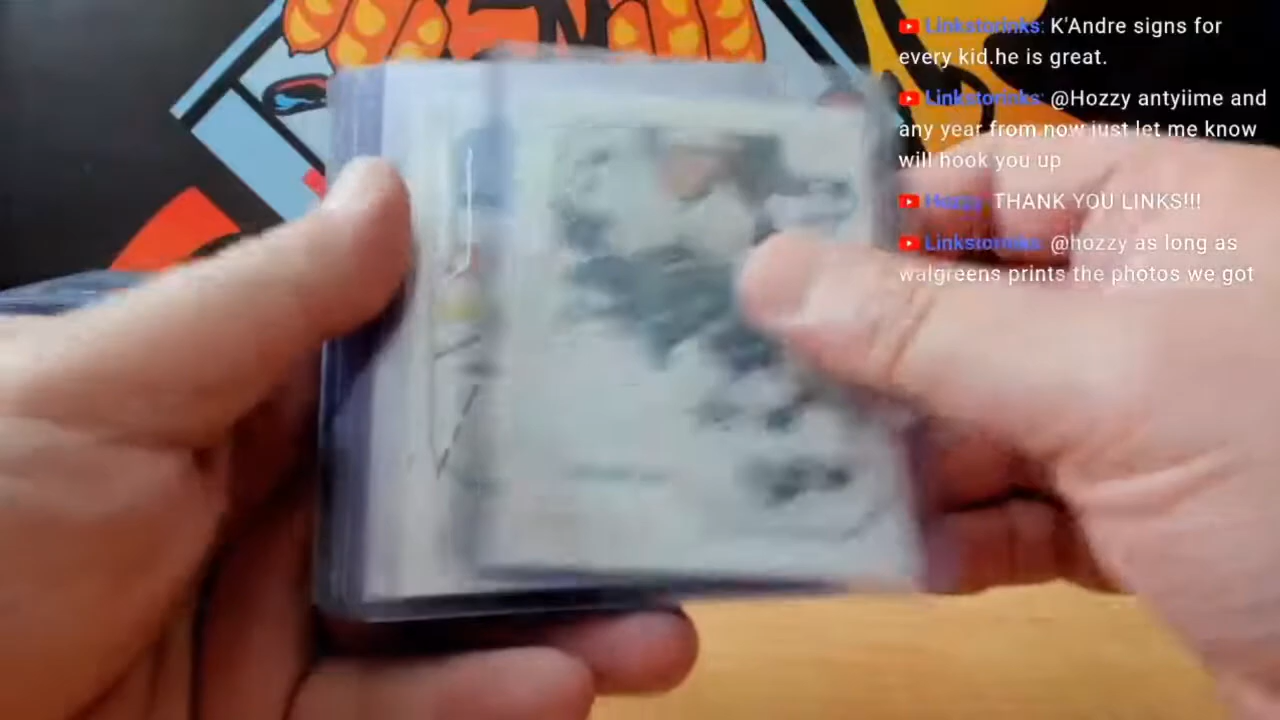 Linkstorinks: K'Andre signs for
every kid.he is great.
Linkstorinks: @Hozzy antyiime and
any year from now just let me know
will hook you up
Hozzy: THANK YOU LINKS!!!
Linkstorinks: @hozzy as long as
walgreens prints the photos we got